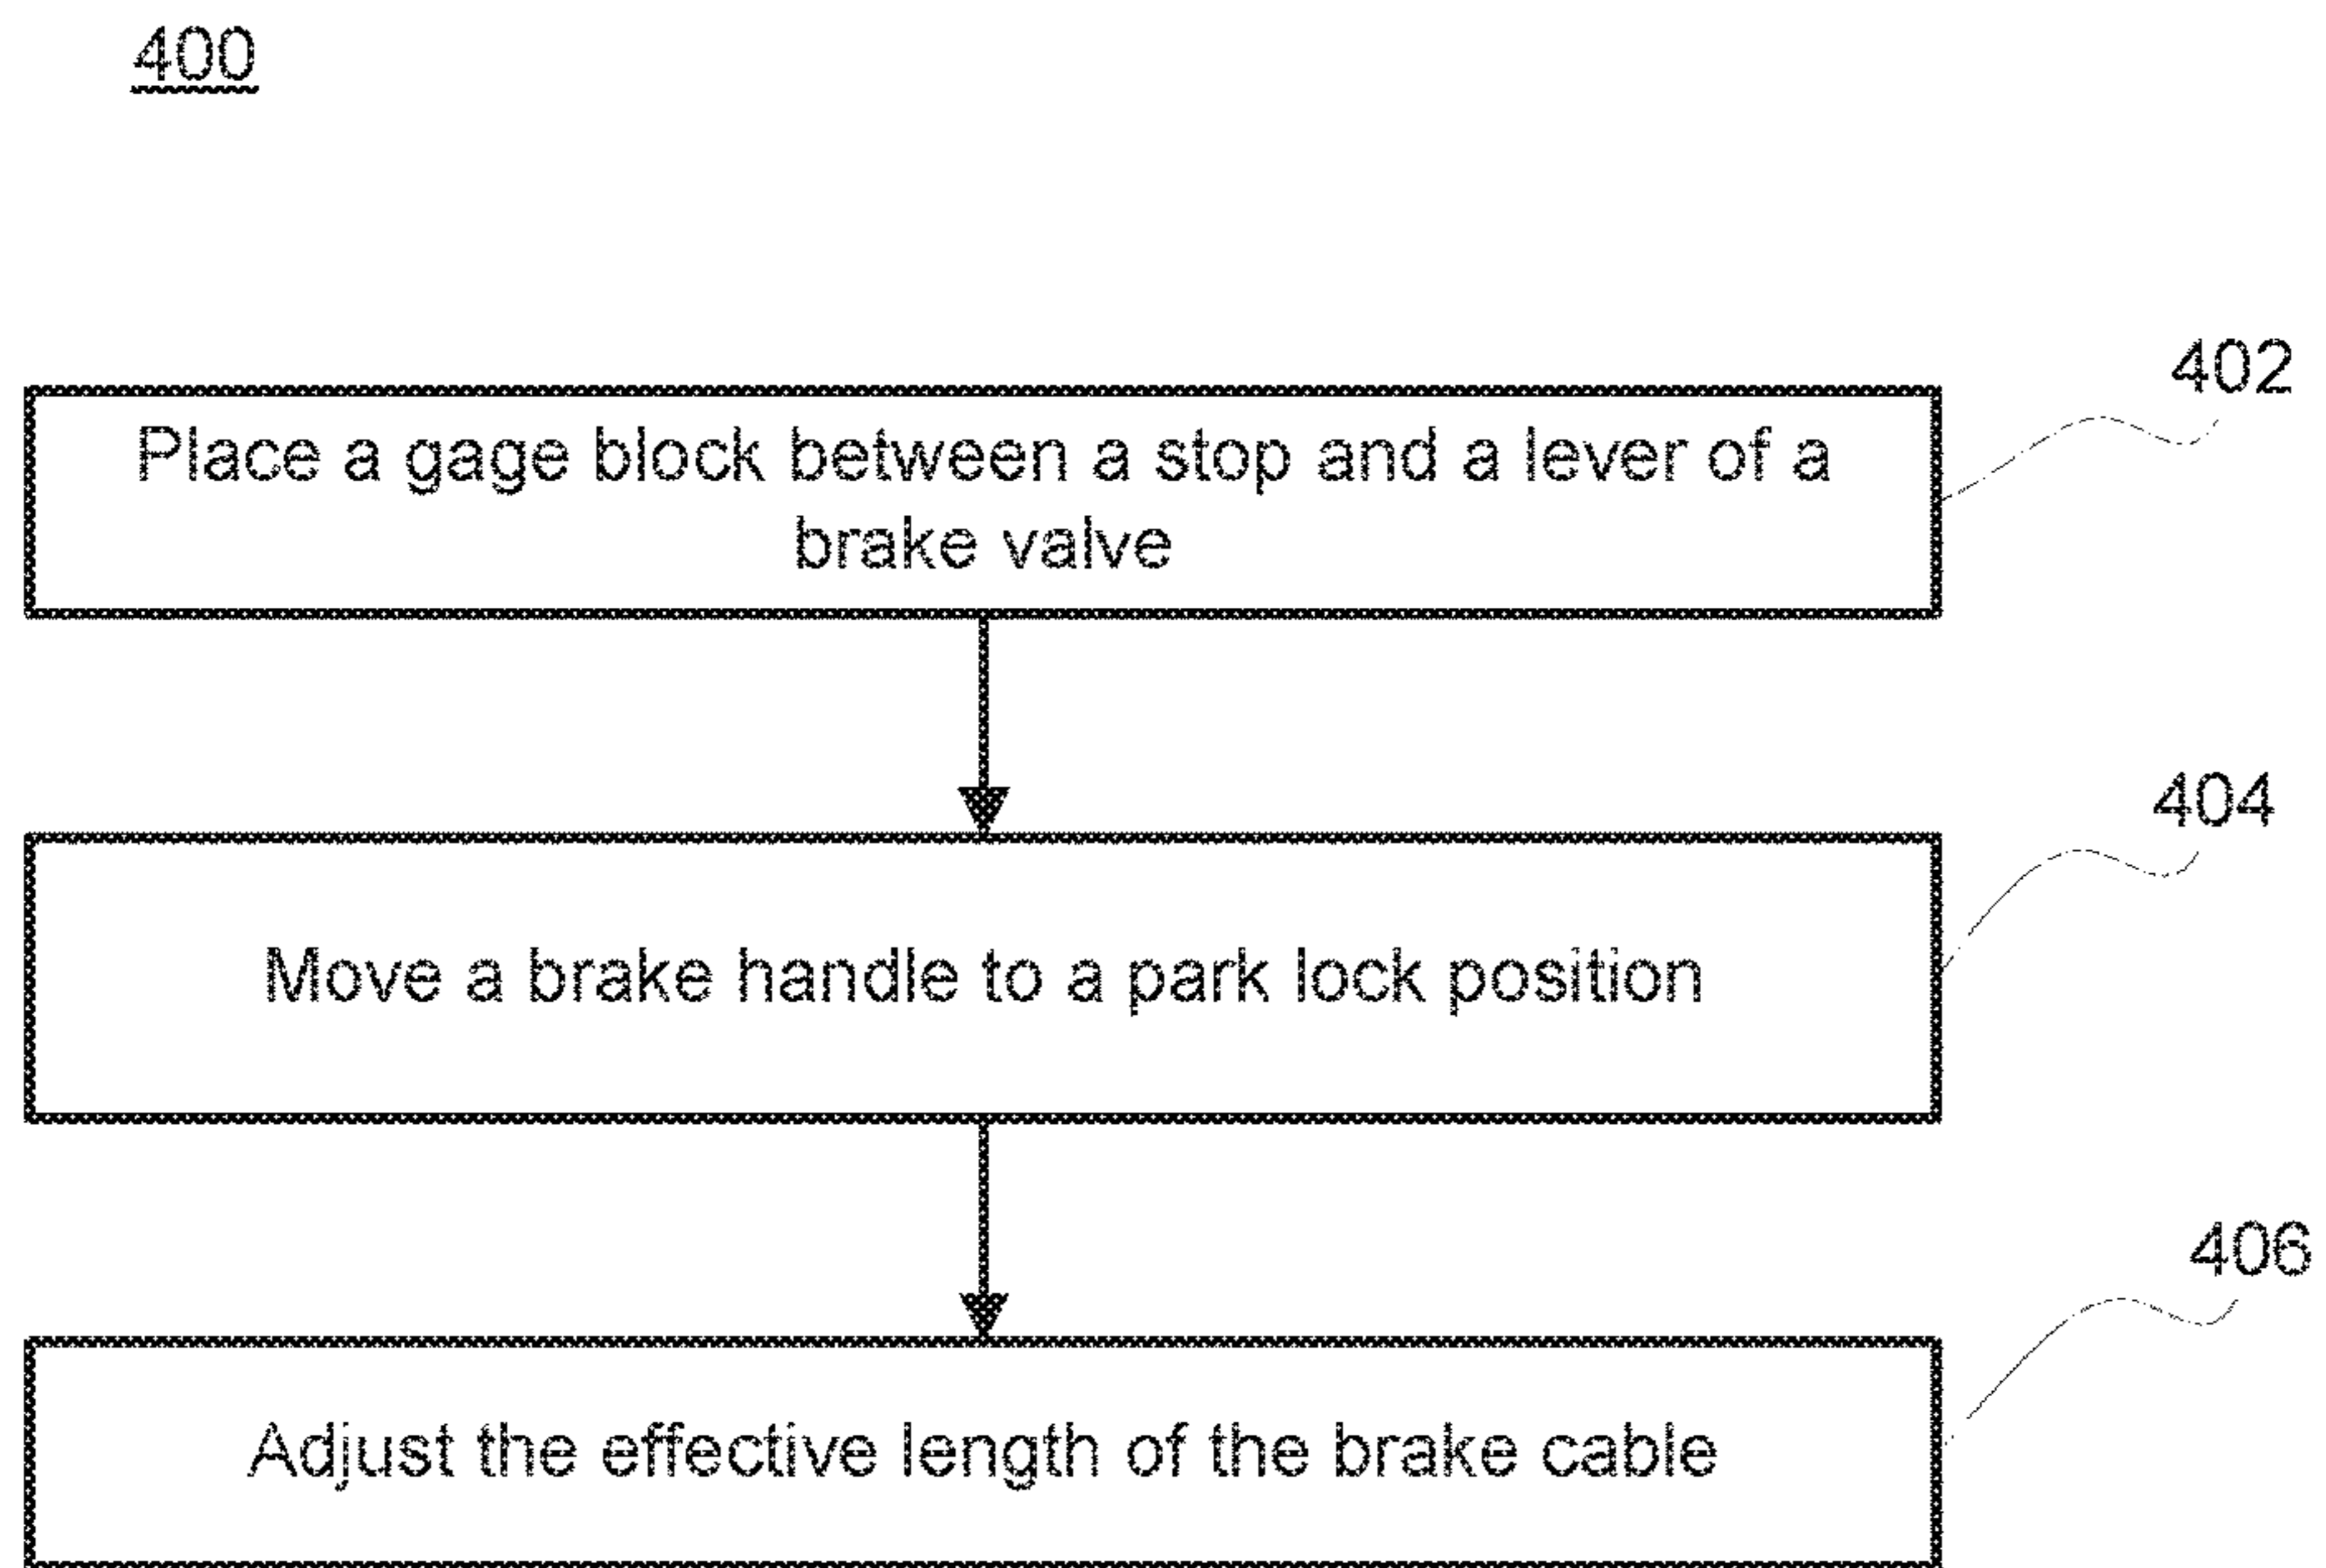 400
402
Place a gage block between a stop and a lever of a
brake valve
404
Move a brake handle to a park lock position
406
Adjust the effective length of the brake cable